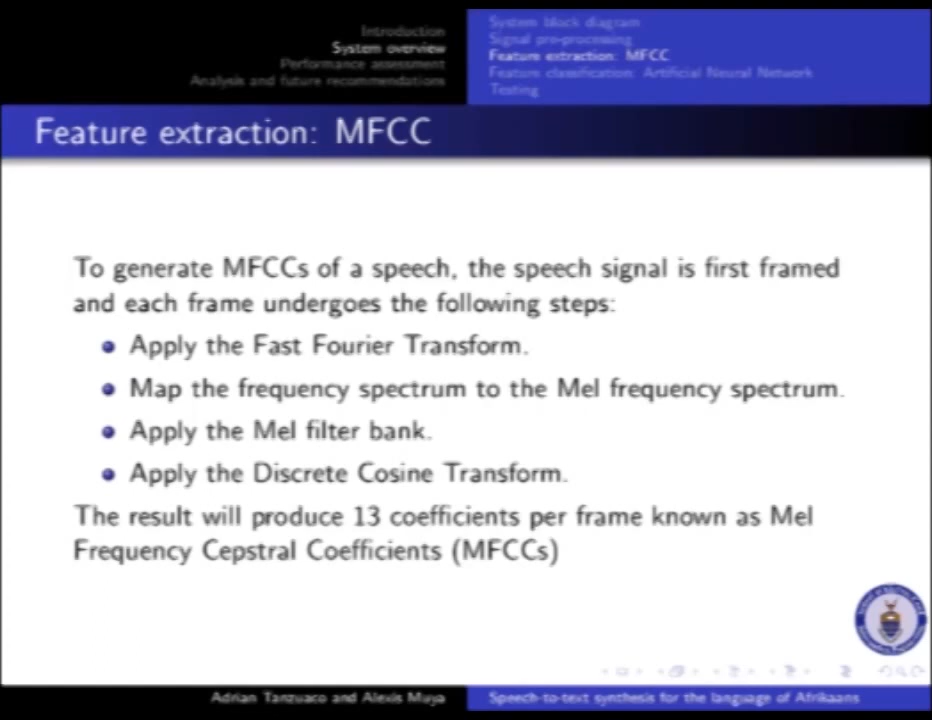 Introduction
System overview
Performance assessment
Analysis and future recommendations
System block diagram
Signal pre-processing
Feature extraction: MFCC
Feature classification: Artificial Neural Network
Testing
Feature extraction: MFCC
To generate MFCCs of a speech, the speech signal is first framed
and each frame undergoes the following steps:
Apply the Fast Fourier Transform.
Map the frequency spectrum to the Mel frequency spectrum.
Apply the Mel filter bank.
Apply the Discrete Cosine Transform.
The result will produce 13 coefficients per frame known as Mel
Frequency Cepstral Coefficients (MFCCs)
Adrian Tanzuaco and Alexis Muya
Speech-to-text synthesis for the language of Afrikaans